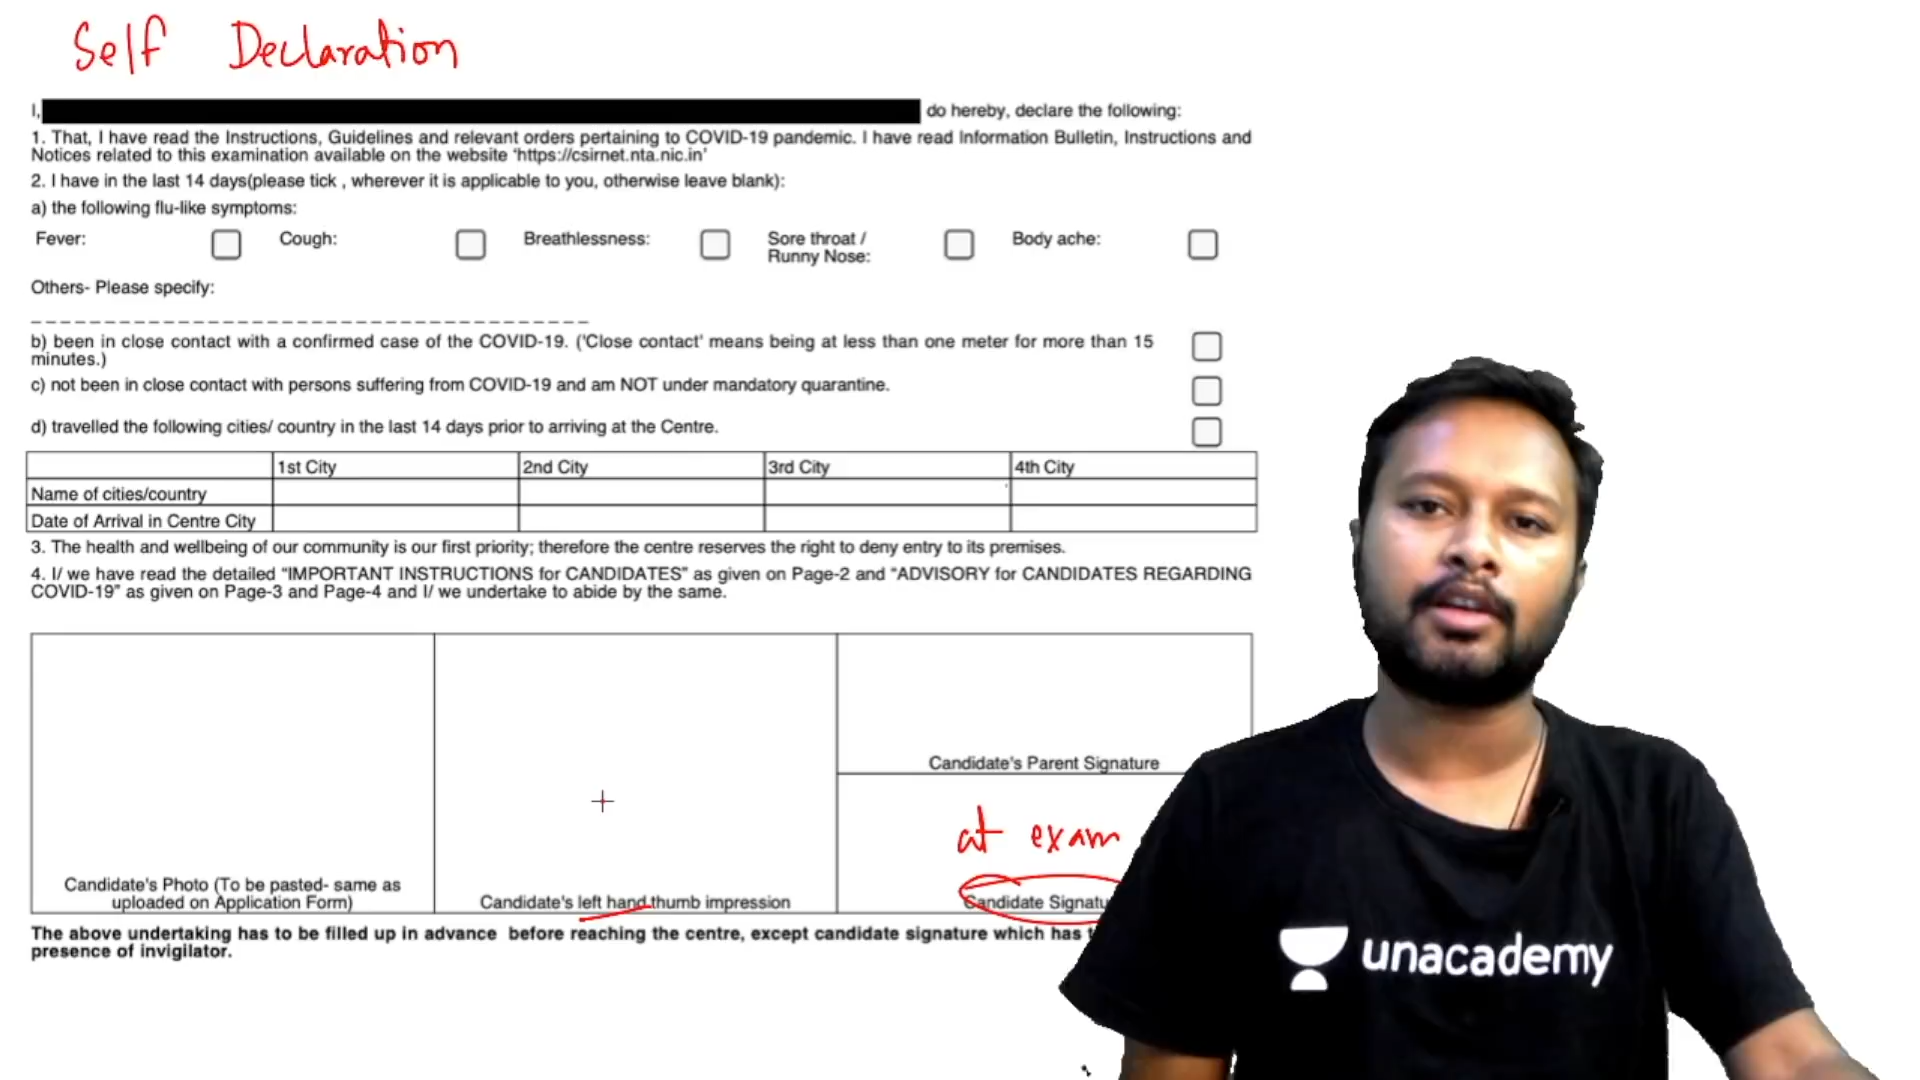 Self Declaration
I, do hereby, declare the following:
1. That, I have read the Instructions, Guidelines and relevant orders pertaining to COVID-19 pandemic. I have read Information Bulletin, Instructions and
Notices related to this examination available on the website 'https://csirnet.nta.nic.in'
2. I have in the last 14 days(please tick , wherever it is applicable to you, otherwise leave blank):
a) the following flu-like symptoms:
Fever: Cough: Breathlessness: Sore throat / Body ache:
Runny Nose:
Others- Please specify:
b) been in close contact with a confirmed case of the COVID-19. ('Close contact' means being at less than one meter for more than 15
minutes.)
c) not been in close contact with persons suffering from COVID-19 and am NOT under mandatory quarantine.
d) travelled the following cities/ country in the last 14 days prior to arriving at the Centre.
1st City 2nd City 3rd City 4th City
Name of cities/country
Date of Arrival in Centre City
3. The health and wellbeing of our community is our first priority; therefore the centre reserves the right to deny entry to its premises.
4. I/ we have read the detailed "IMPORTANT INSTRUCTIONS for CANDIDATES" as given on Page-2 and "ADVISORY for CANDIDATES REGARDING
COVID-19" as given on Page-3 and Page-4 and I/ we undertake to abide by the same.
Candidate's Parent Signature
at exam
Candidate's Photo (To be pasted- same as
uploaded on Application Form)
Candidate's left hand thumb impression
Candidate Signatu
The above undertaking has to be filled up in advance before reaching the centre, except candidate signature which has
presence of invigilator.
unacademy